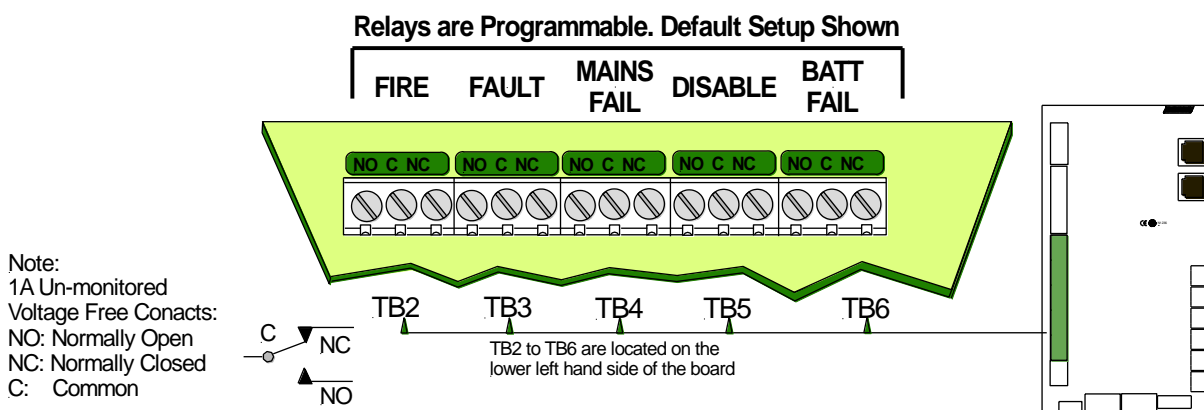 Relays are Programmable. Default Setup Shown
FIRE FAULT MAINS FAIL DISABLE BATT FAIL
NO C NC NO C NC NO C NC NO C NC NO C NC
TB2 TB3 TB4 TB5 TB6
TB2 to TB6 are located on the
lower left hand side of the board
Note:
1A Un-monitored
Voltage Free Conacts:
NO: Normally Open
NC: Normally Closed
C: Common
C
NC
NO